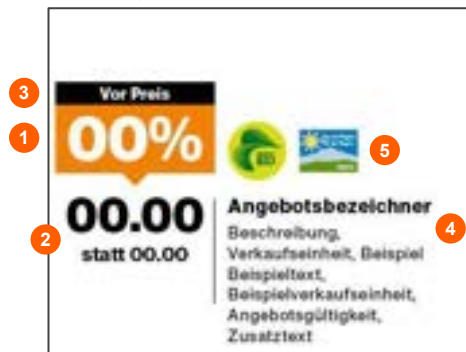 3
Vor Preis
1
00%
5
2
00.00
statt 00.00
Angebotsbezeichner
4
Beschreibung,
Verkaufseinheit, Beispiel
Beispieltext,
Beispielverkaufseinheit,
Angebotsgültigkeit,
Zusatztext